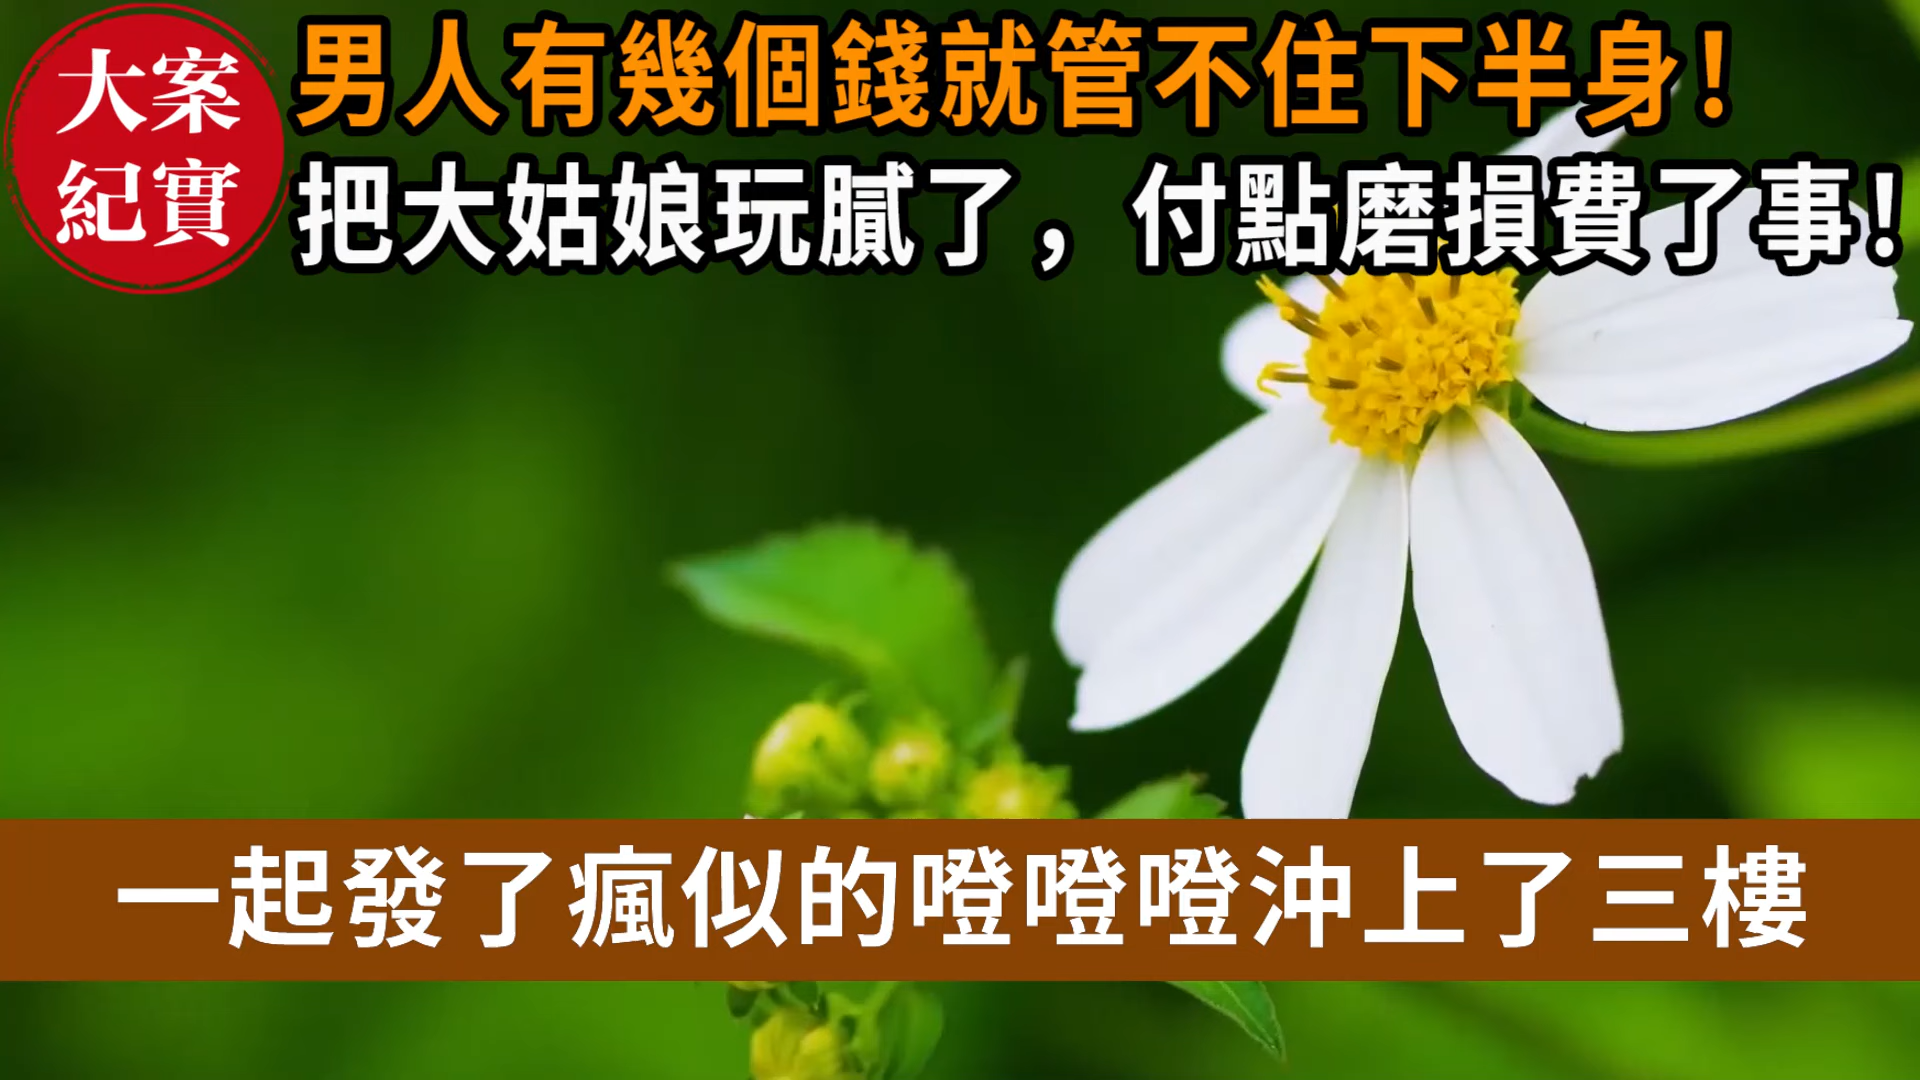 大案
紀實
男人有幾個錢就管不住下半身！
把大姑娘玩膩了，付點磨損費了事！
一起發了瘋似的噔噔噔沖上了三樓